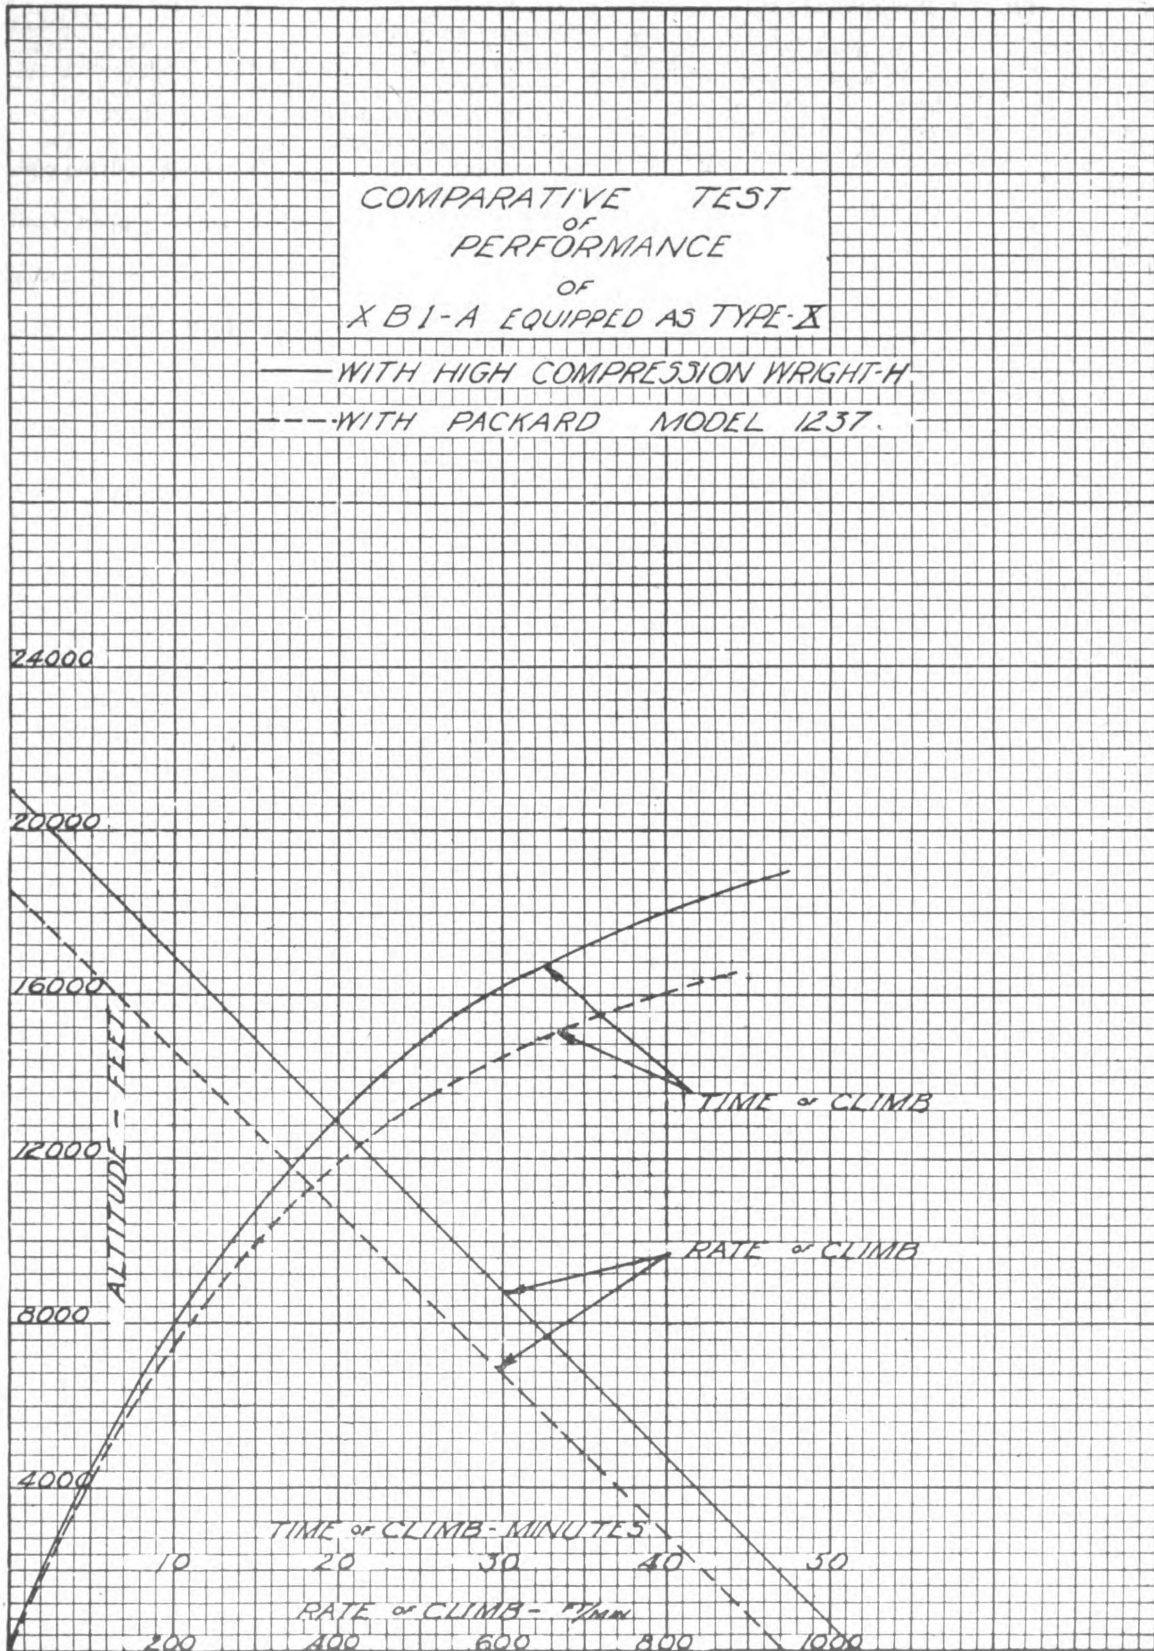 COMPARATIVE TEST
OF
PERFORMANCE
OF
XB1-A EQUIPPED AS TYPE-X
WITH HIGH COMPRESSION WRIGHT-H
WITH PACKARD MODEL 1237.
24000
20000
16000
12000
8000
4000
ALTITUDE - FEET
TIME OF CLIMB
RATE OF CLIMB
TIME OF CLIMB - MINUTES
10 20 30 40 50
RATE OF CLIMB - FT/MIN
200 400 600 800 1000